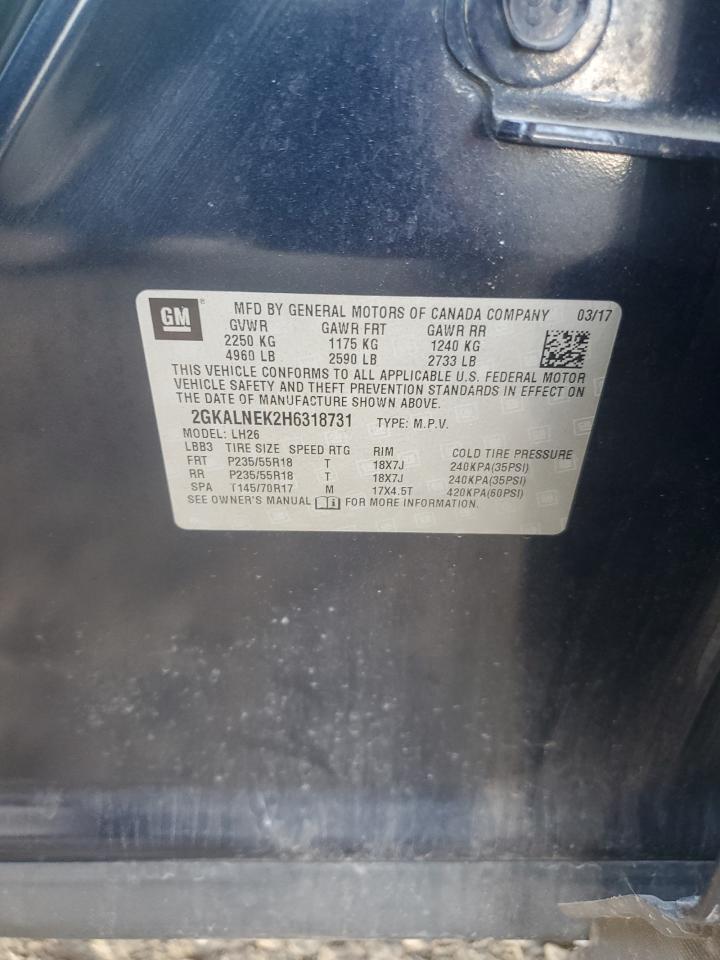 GM ® MFD BY GENERAL MOTORS OF CANADA COMPANY 03/17
GVWR GAWR FRT GAWR RR
2250 KG 1175 KG 1240 KG
4960 LB 2590 LB 2733 LB
THIS VEHICLE CONFORMS TO ALL APPLICABLE U.S. FEDERAL MOTOR
VEHICLE SAFETY AND THEFT PREVENTION STANDARDS IN EFFECT ON
THE DATE OF MANUFACTURE SHOWN ABOVE.
2GKALNEK2H6318731 TYPE: M.P.V.
MODEL: LH26
LBB3 TIRE SIZE SPEED RTG RIM COLD TIRE PRESSURE
FRT P235/55R18 T 18X7J 240KPA(35PSI)
RR P235/55R18 T 18X7J 240KPA(35PSI)
SPA T145/70R17 M 17X4.5T 420KPA(60PSI)
SEE OWNER'S MANUAL FOR MORE INFORMATION.